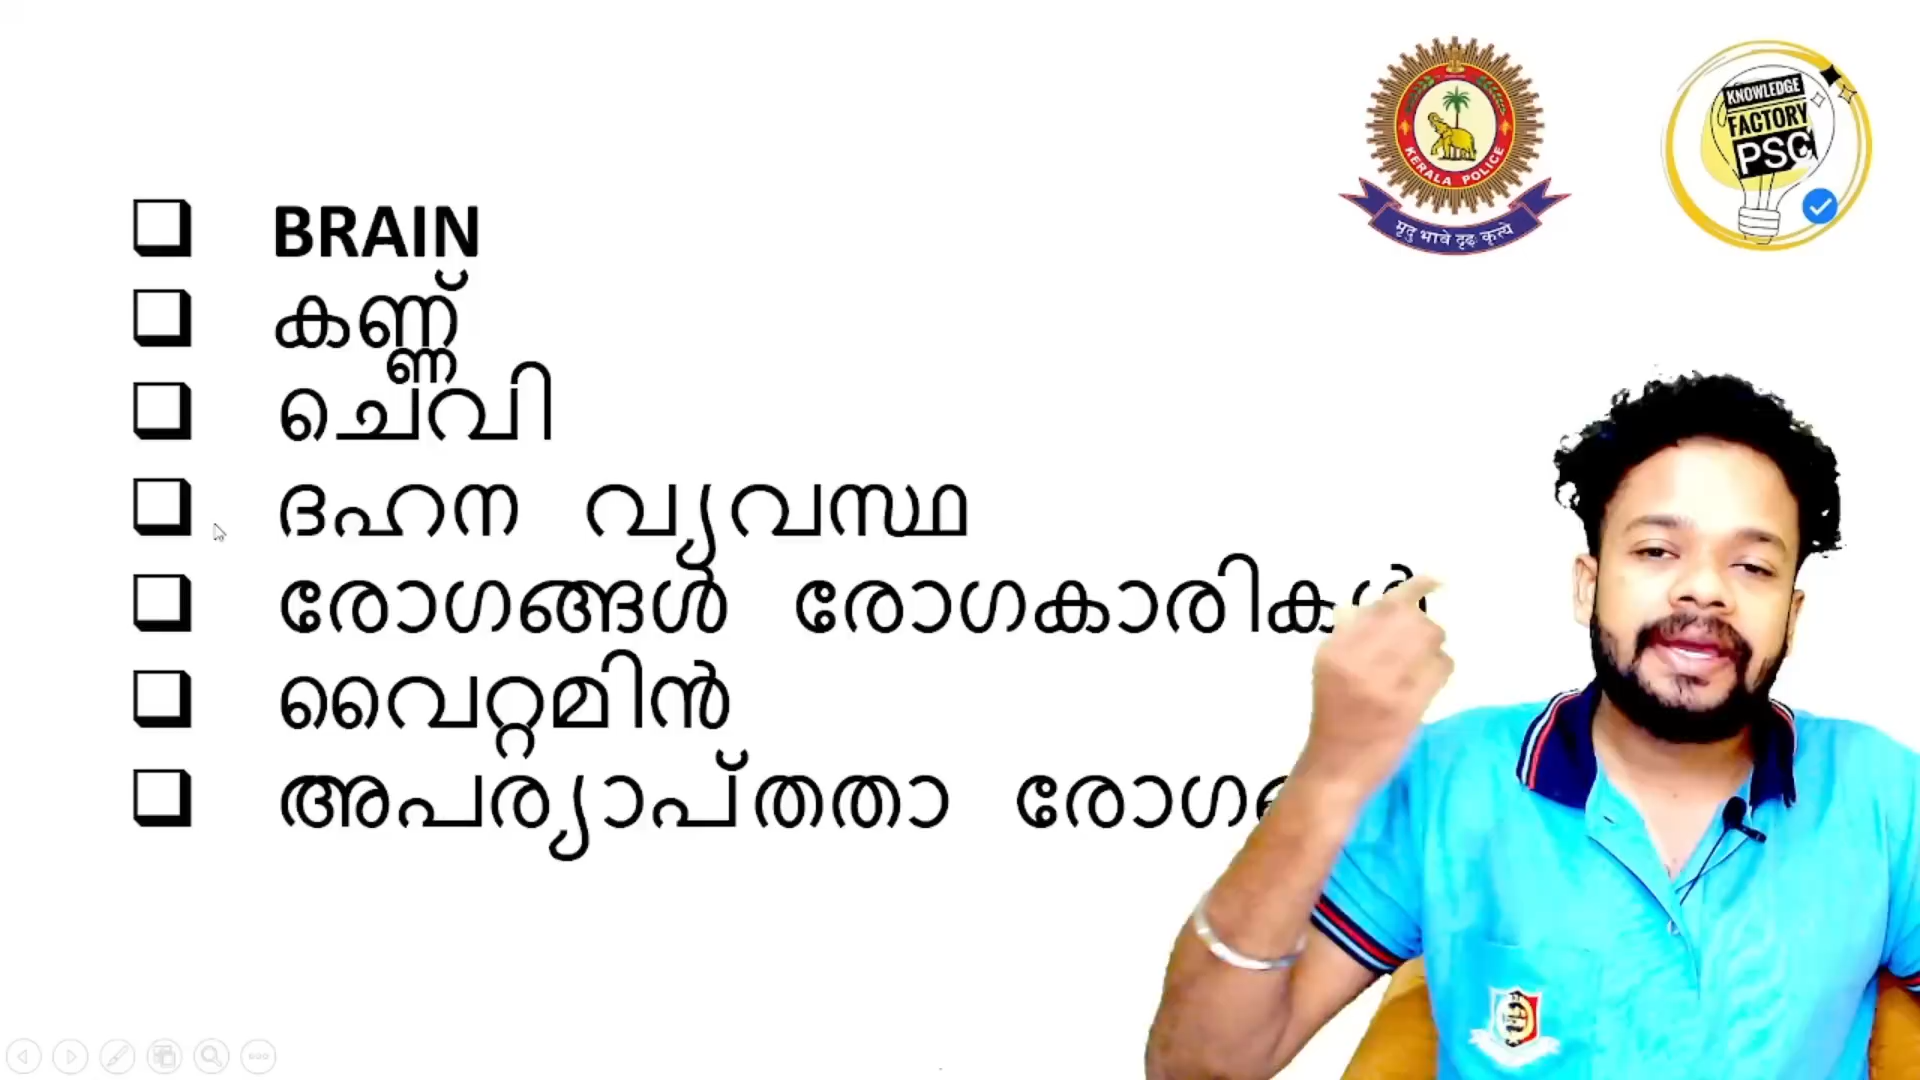 KERALA POLICE
मृदु भावे दृढ कृत्ये
KNOWLEDGE
FACTORY
PSC
BRAIN
കണ്ണ്
ചെവി
ദഹന വ്യവസ്ഥ
രോഗങ്ങൾ രോഗകാരികൾ
വൈറ്റമിൻ
അപര്യാപ്തതാ